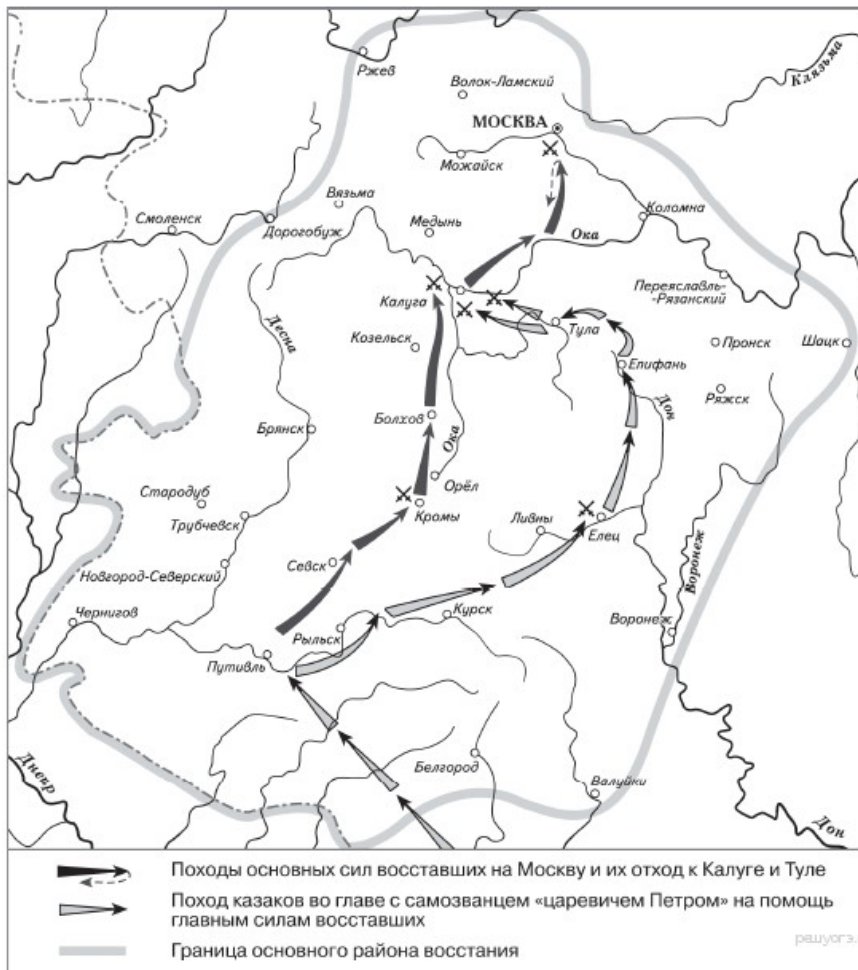 Ржев
Волок-Ламский
Клязьма
МОСКВА
Можайск
Вязьма
Смоленск
Дорогобуж
Медынь
Коломна
Ока
Переяславль-
-Рязанский
Калуга
Десна
Козельск
Тула
Пронск
Шацк
Епифань
Ряжск
Дон
Болхов
Брянск
Ока
Орёл
Стародуб
Трубчевск
Кромы
Ливны
Елец
Воронеж
Севск
Новгород-Северский
Чернигов
Рыльск
Курск
Воронеж
Путивль
Белгород
Валуйки
Днепр
Дон
Походы основных сил восставших на Москву и их отход к Калуге и Туле
Поход казаков во главе с самозванцем «царевичем Петром» на помощь
главным силам восставших
Граница основного района восстания
решуогэ.